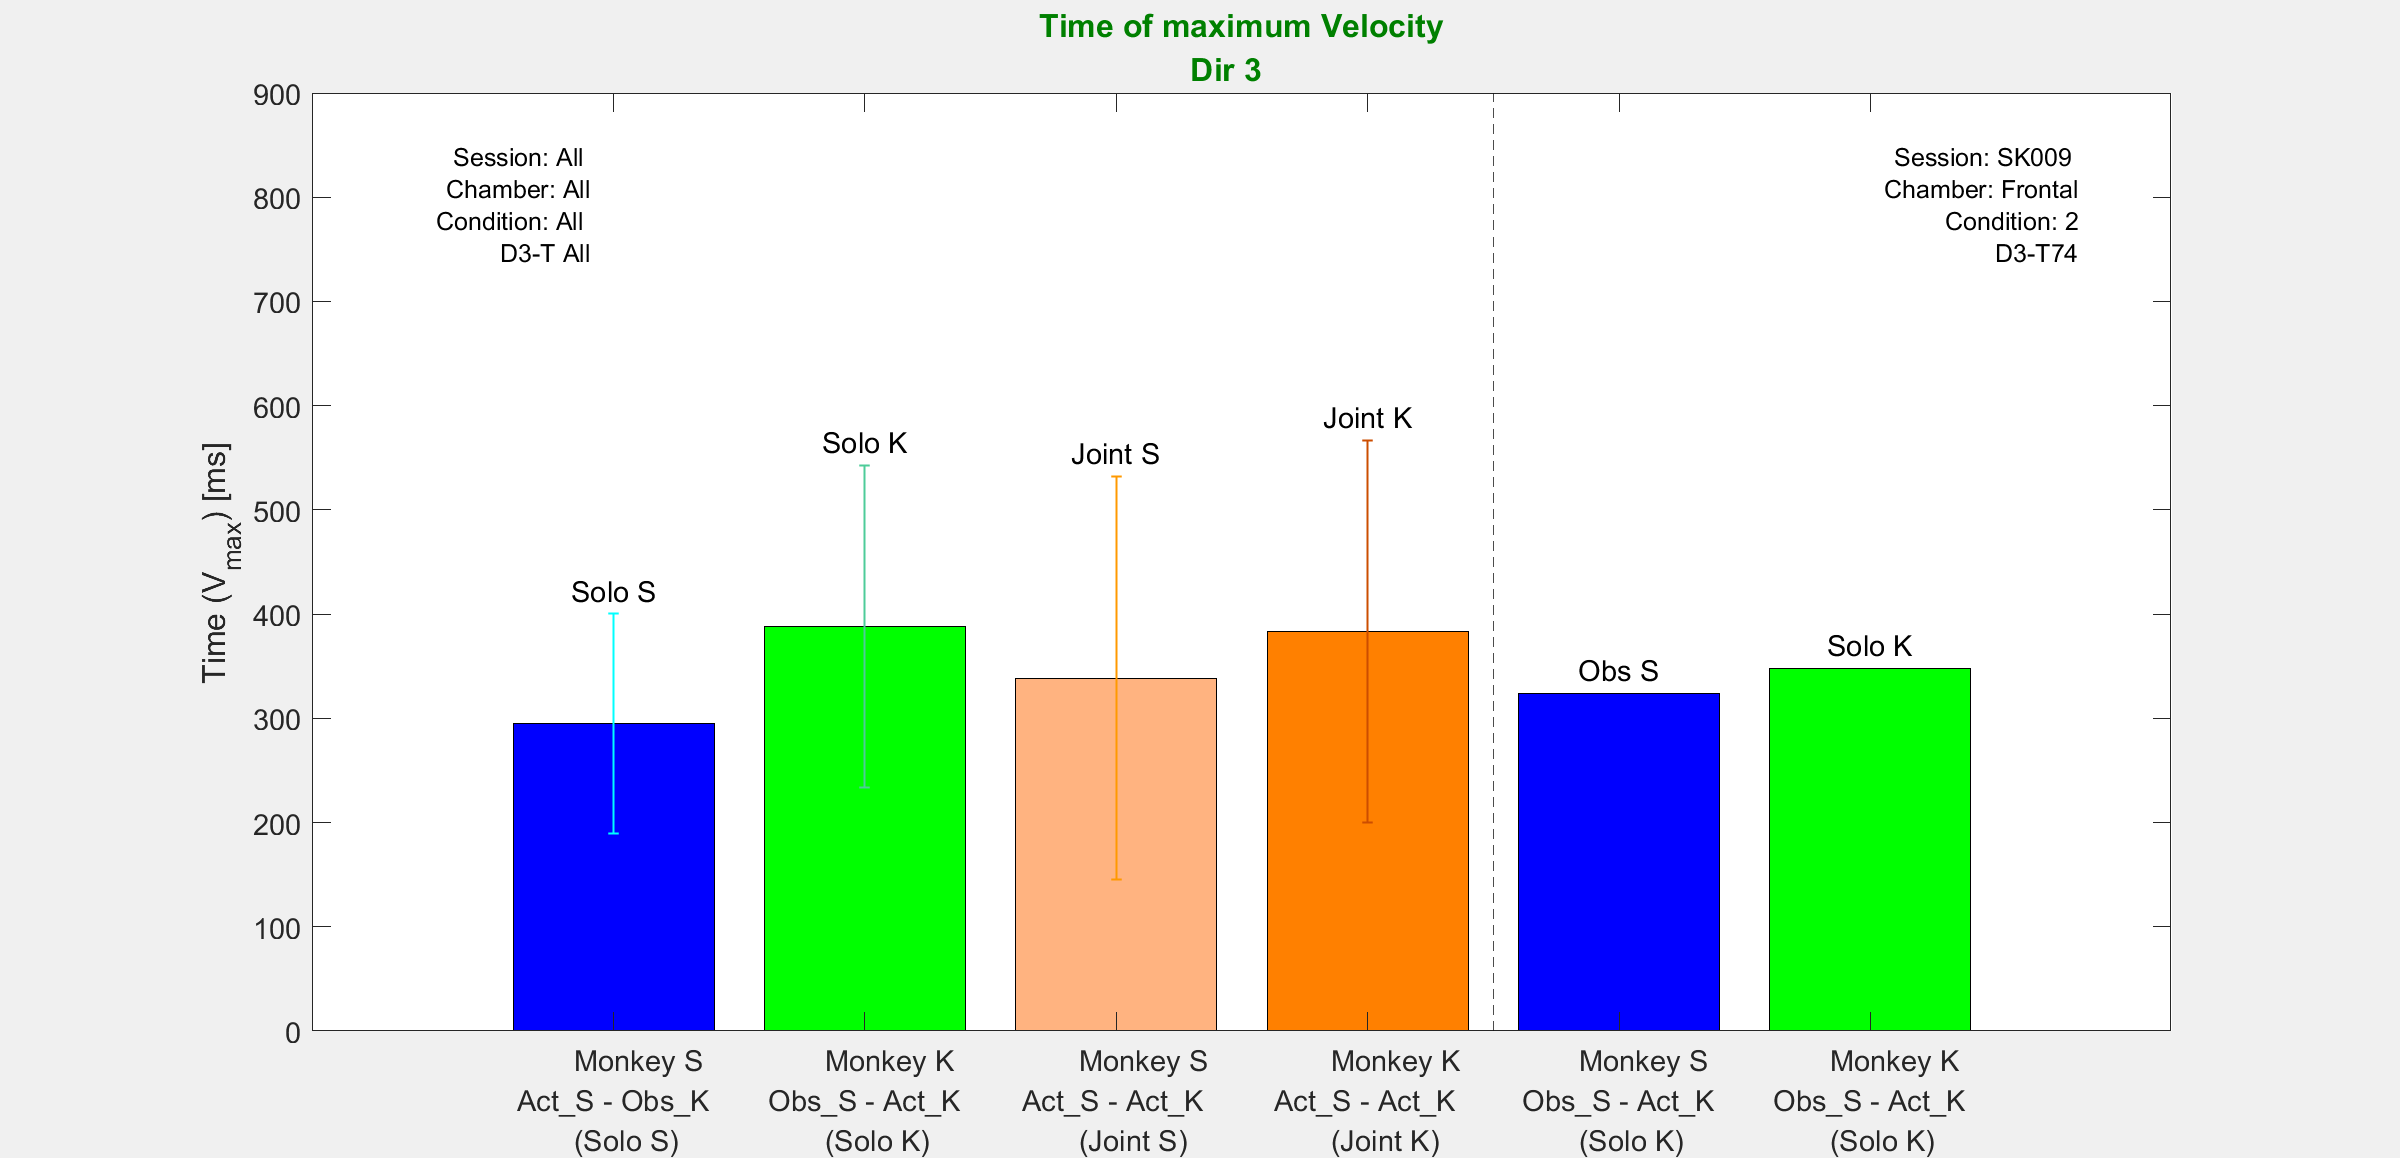 Time of maximum Velocity
Dir 3
900
800
700
600
500
400
300
200
100
0
Time (Vmax) [ms]
Session: All
Chamber: All
Condition: All
D3-T All
Session: SK009
Chamber: Frontal
Condition: 2
D3-T74
Solo S
Solo K
Joint S
Joint K
Obs S
Solo K
Monkey S
Act_S - Obs_K
(Solo S)
Monkey K
Obs_S - Act_K
(Solo K)
Monkey S
Act_S - Act_K
(Joint S)
Monkey K
Act_S - Act_K
(Joint K)
Monkey S
Obs_S - Act_K
(Solo K)
Monkey K
Obs_S - Act_K
(Solo K)